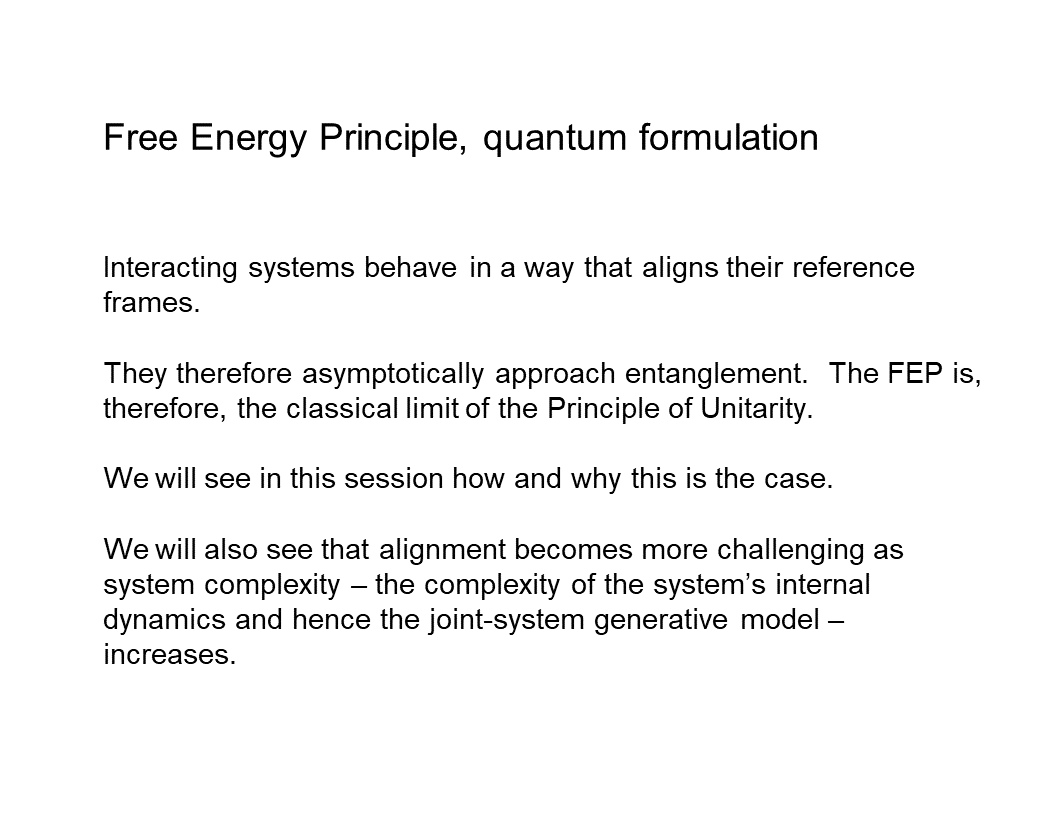 Free Energy Principle, quantum formulation
Interacting systems behave in a way that aligns their reference
frames.
They therefore asymptotically approach entanglement.  The FEP is,
therefore, the classical limit of the Principle of Unitarity.
We will see in this session how and why this is the case.
We will also see that alignment becomes more challenging as
system complexity – the complexity of the system’s internal
dynamics and hence the joint-system generative model –
increases.